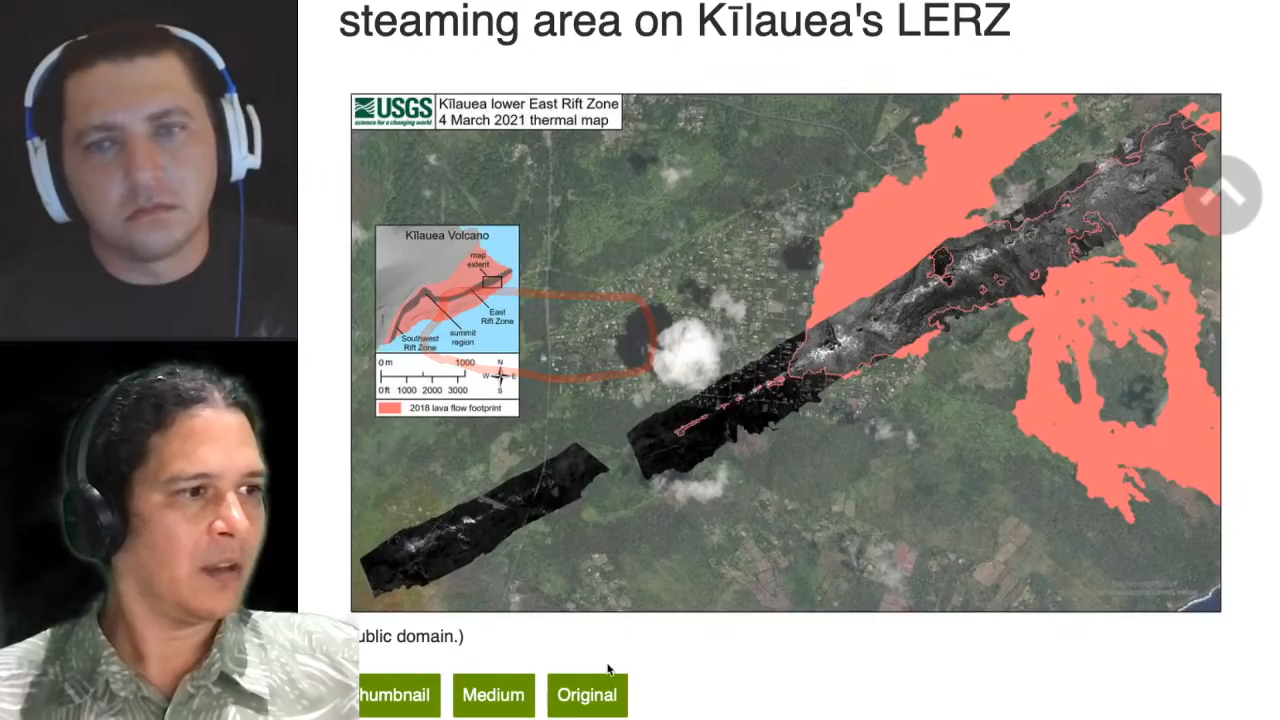 steaming area on Kīlauea's LERZ
USGS
science for a changing world
Kīlauea lower East Rift Zone
4 March 2021 thermal map
Kīlauea Volcano
map
extent
East
Rift Zone
summit
region
Southwest
Rift Zone
0 m 1000
0ft 1000 2000 3000
N
W E
S
2018 lava flow footprint
ublic domain.)
humbnail
Medium
Original